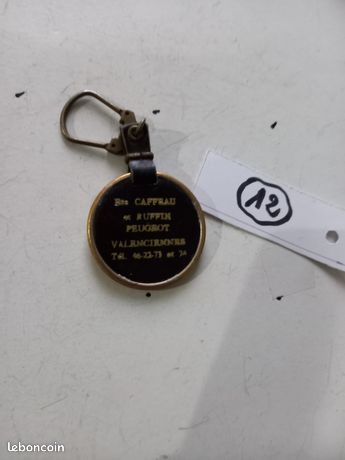 Ets CAFFEAU
et RUFFIN
PEUGEOT
VALENCIENNES
Tél. 46-22-73 et 74
12
leboncoin